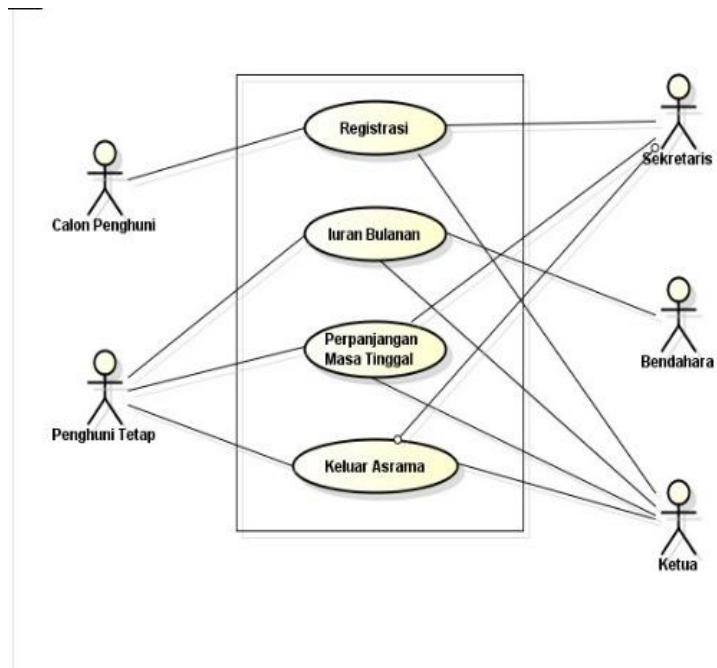 Registrasi
Sekretaris
Calon Penghuni
Iuran Bulanan
Perpanjangan
Masa Tinggal
Bendahara
Penghuni Tetap
Keluar Asrama
Ketua